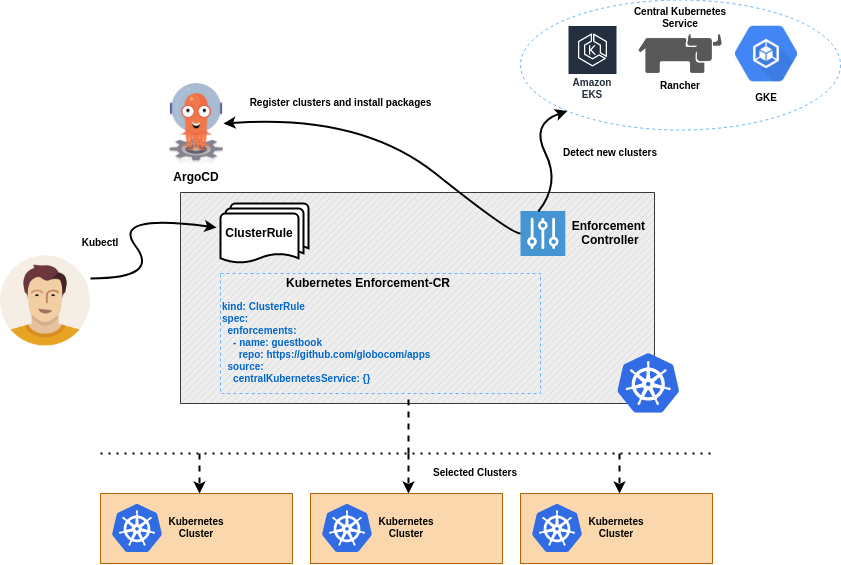 Central Kubernetes
Service
Amazon
EKS
Rancher
GKE
Register clusters and install packages
Detect new clusters
ArgoCD
Kubectl
ClusterRule
Enforcement
Controller
Kubernetes Enforcement-CR
kind: ClusterRule
spec:
  enforcements:
    - name: guestbook
      repo: https://github.com/globocom/apps
  source:
    centralKubernetesService: {}
Selected Clusters
Kubernetes
Cluster
Kubernetes
Cluster
Kubernetes
Cluster